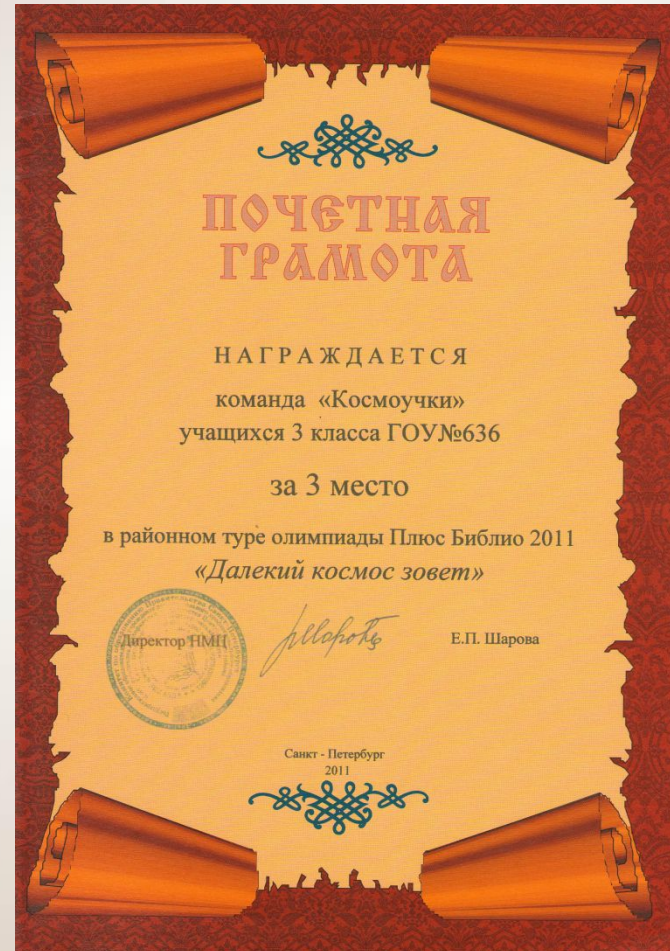 ПОЧЕТНАЯ
ГРАМОТА
НАГРАЖДАЕТСЯ
команда «Космоучки»
учащихся 3 класса ГОУ№636
за 3 место
в районном туре олимпиады Плюс Библио 2011
«Далекий космос зовет»
Директор НМЦ Е.П. Шарова
Санкт - Петербург
2011